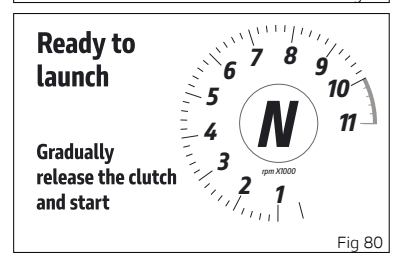 Ready to
launch
Gradually
release the clutch
and start
1
2
3
4
5
6
7
8
9
10
11
N
rpm X1000
Fig 80